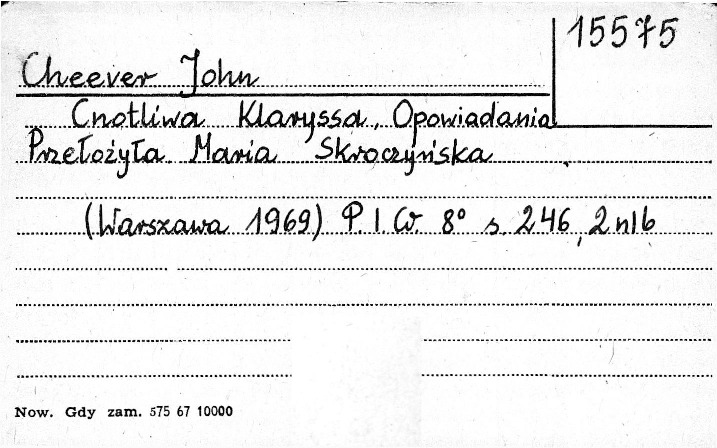 15575
Cheever John
Cnotliwa Klaryssa. Opowiadania
Przełożyła Maria Skroczyńska
(Warszawa 1969) P.I.W 8° s. 246, 2 nlb
Now. Gdy zam. 575 67 10000